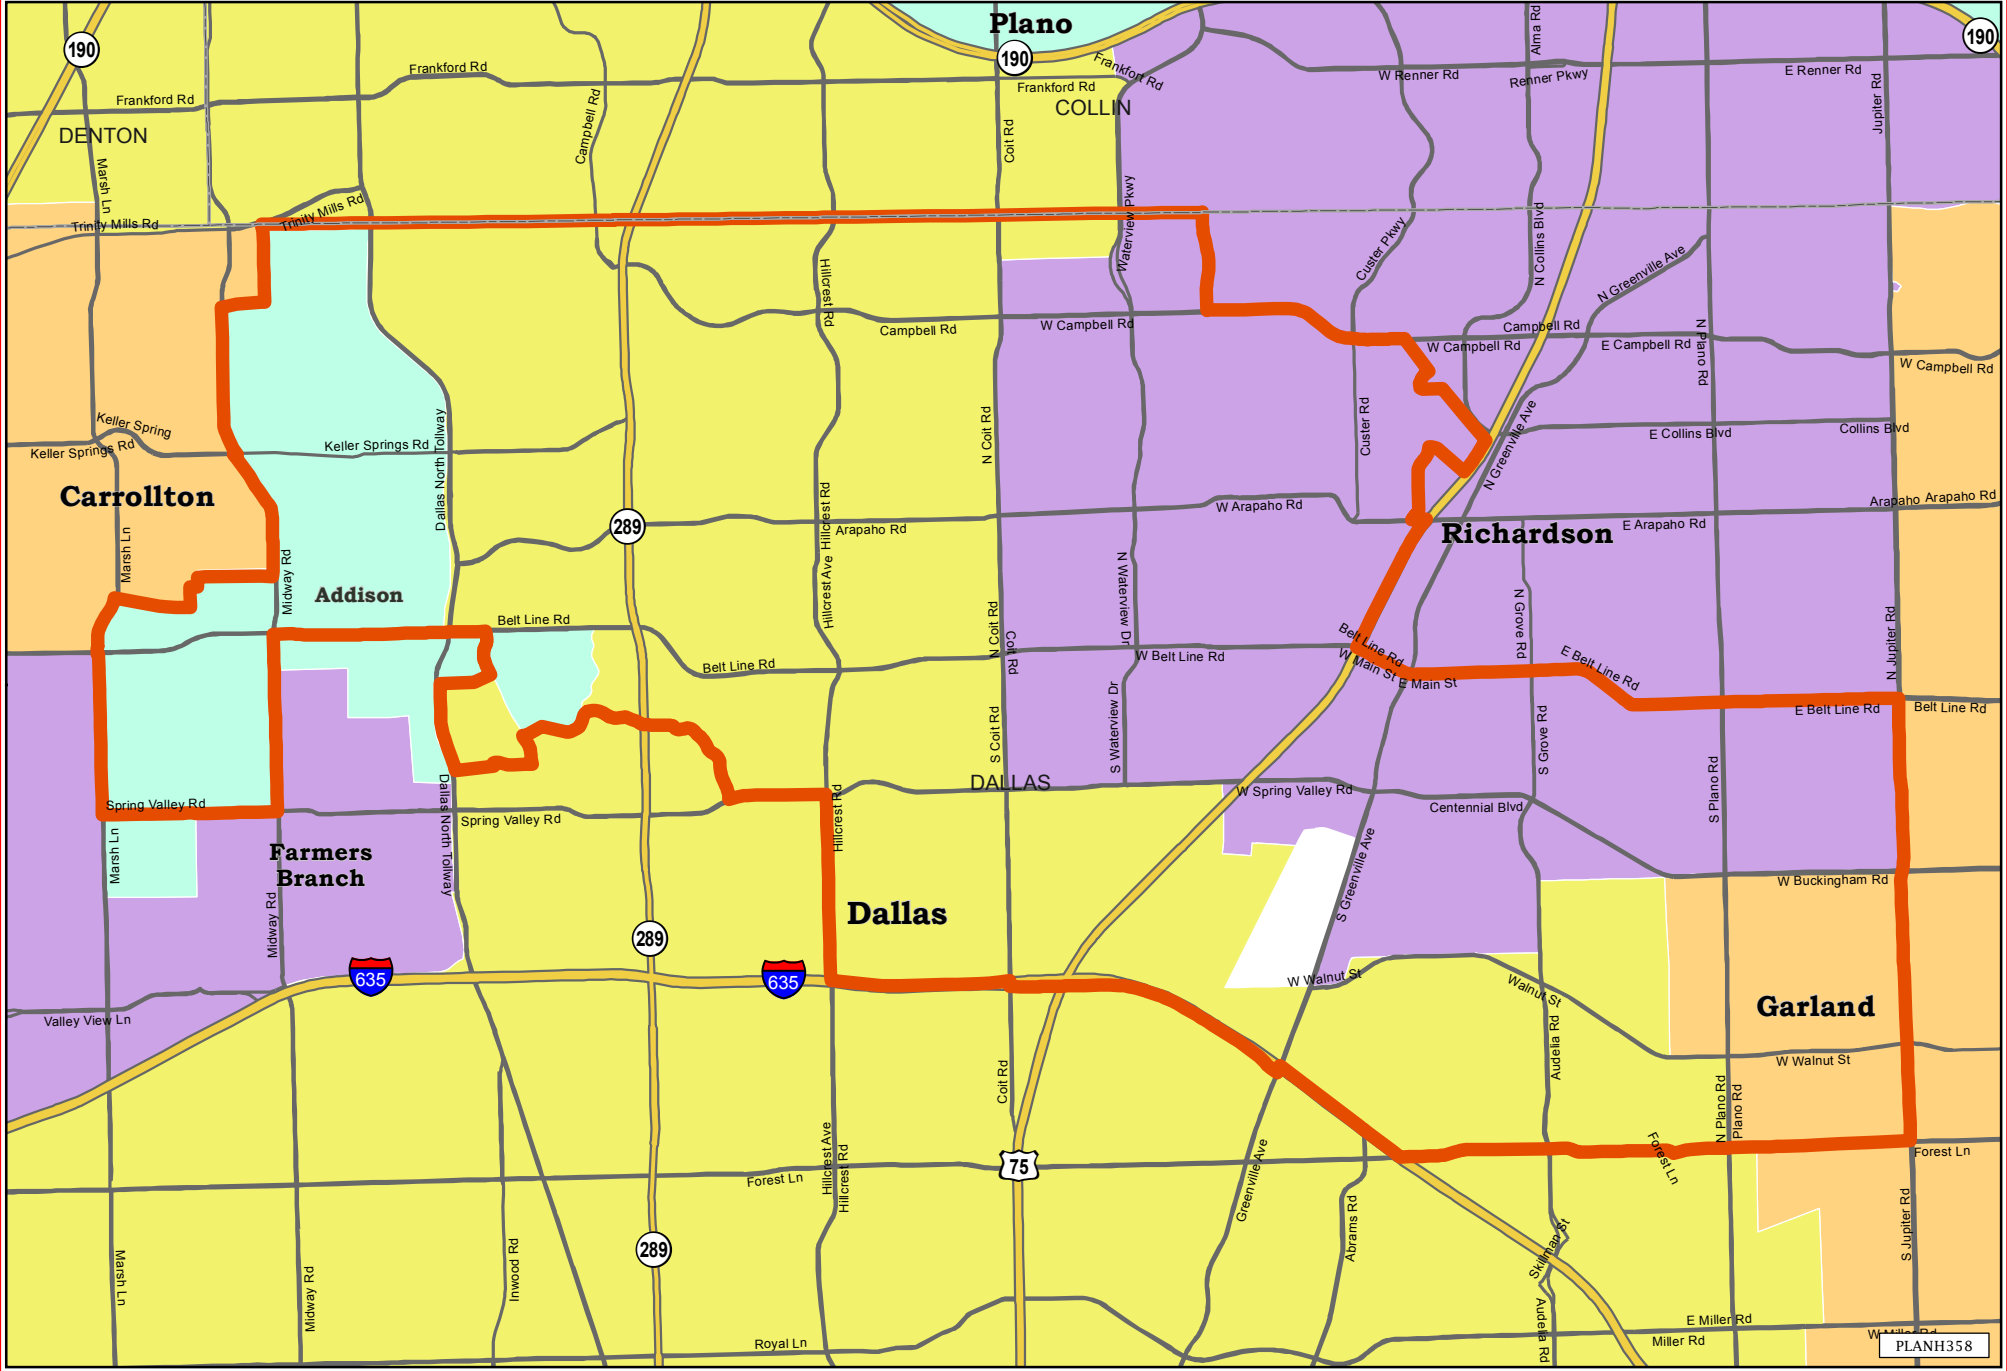 Plano
190
190
190
Alma Rd
Frankford Rd
Frankford Rd
Frankfort Rd
Frankford Rd
W Renner Rd
Renner Pkwy
E Renner Rd
COLLIN
DENTON
Campbell Rd
Coit Rd
Jupiter Rd
Marsh Ln
Trinity Mills Rd
Trinity Mills Rd
Waterview Pkwy
Custer Pkwy
N Collins Blvd
N Greenville Ave
Hillcrest Rd
Campbell Rd
W Campbell Rd
Campbell Rd
W Campbell Rd
E Campbell Rd
N Plano Rd
W Campbell Rd
Keller Spring
Keller Springs Rd
Keller Springs Rd
Dallas North Tollway
N Coit Rd
Custer Rd
N Greenville Ave
E Collins Blvd
Collins Blvd
Carrollton
289
Arapaho Rd
Hillcrest Rd
Hillcrest Ave
W Arapaho Rd
E Arapaho Rd
Arapaho
Arapaho Rd
Richardson
Marsh Ln
Midway Rd
Addison
Belt Line Rd
Belt Line Rd
N Coit Rd
Coit Rd
N Waterview Dr
W Belt Line Rd
Belt Line Rd
W Main St
E Main St
N Grove Rd
E Belt Line Rd
N Jupiter Rd
E Belt Line Rd
Belt Line Rd
S Coit Rd
S Waterview Dr
S Grove Rd
S Plano Rd
DALLAS
Spring Valley Rd
Dallas North Tollway
Spring Valley Rd
Hillcrest Rd
W Spring Valley Rd
Centennial Blvd
Marsh Ln
Farmers
Branch
Midway Rd
S Greenville Ave
W Buckingham Rd
Dallas
289
635
635
W Walnut St
Walnut St
Garland
Valley View Ln
Audelia Rd
W Walnut St
Coit Rd
N Plano Rd
Plano Rd
Hillcrest Ave
Hillcrest Rd
75
Forest Ln
Greenville Ave
Forest Ln
Forest Ln
Abrams Rd
S Jupiter Rd
289
Marsh Ln
Midway Rd
Inwood Rd
Skillman St
Audelia Rd
Royal Ln
E Miller Rd
Miller Rd
PLANH358